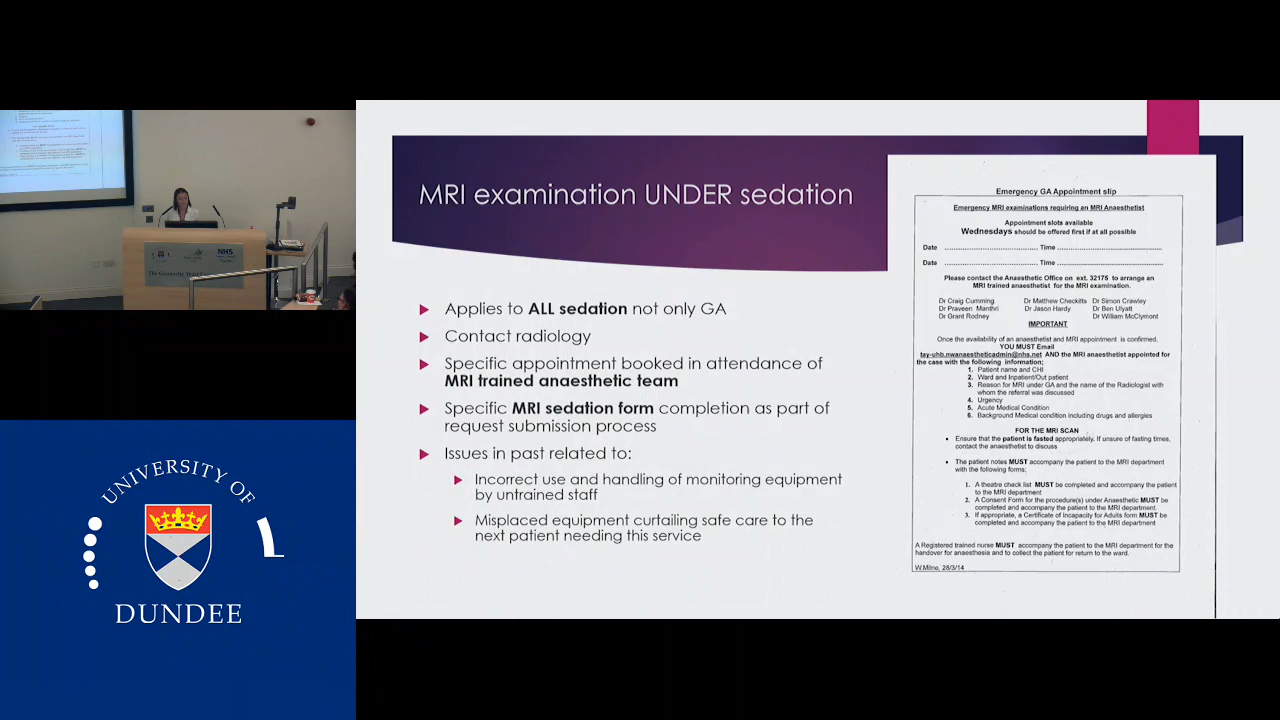 MRI examination UNDER sedation
Applies to ALL sedation not only GA
Contact radiology
Specific appointment booked in attendance of
MRI trained anaesthetic team
Specific MRI sedation form completion as part of
request submission process
Issues in past related to:
Incorrect use and handling of monitoring equipment
by untrained staff
Misplaced equipment curtailing safe care to the
next patient needing this service
Emergency GA Appointment slip
Emergency MRI examinations requiring an MRI Anaesthetist
Appointment slots available
Wednesdays should be offered first if at all possible
Date ........................................ Time ........................................
Date ........................................ Time ........................................
Please contact the Anaesthetic Office on ext. 32175 to arrange an
MRI trained anaesthetist for the MRI examination.
Dr Craig Cumming Dr Matthew Checkitts Dr Simon Crawley
Dr Praveen Manthri Dr Jason Hardy Dr Ben Ulyatt
Dr Grant Rodney Dr William McClymont
IMPORTANT
Once the availability of an anaesthetist and MRI appointment is confirmed,
YOU MUST Email
tay-uhb.nwanaestheticadmin@nhs.net AND the MRI anaesthetist appointed for
the case with the following information;
1. Patient name and CHI
2. Ward and Inpatient/Out patient
3. Reason for MRI under GA and the name of the Radiologist with
whom the referral was discussed
4. Urgency
5. Acute Medical Condition
6. Background Medical condition including drugs and allergies
FOR THE MRI SCAN
• Ensure that the patient is fasted appropriately. If unsure of fasting times,
contact the anaesthetist to discuss
• The patient notes MUST accompany the patient to the MRI department
with the following forms;
1. A theatre check list MUST be completed and accompany the patient
to the MRI department
2. A Consent Form for the procedure(s) under Anaesthetic MUST be
completed and accompany the patient to the MRI department.
3. If appropriate, a Certificate of Incapacity for Adults form MUST be
completed and accompany the patient to the MRI department
A Registered trained nurse MUST accompany the patient to the MRI department for the
handover for anaesthesia and to collect the patient for return to the ward.
W.Milne, 28/3/14
NHS
UNIVERSITY OF
DUNDEE